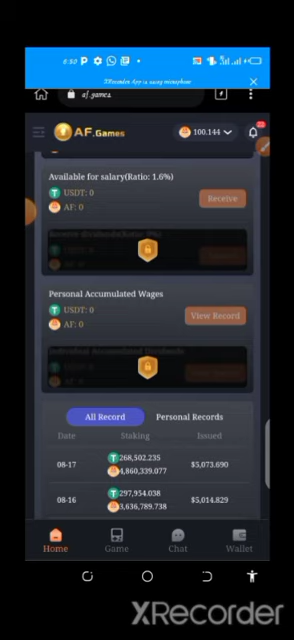 6:50
XRecorder App is using microphone
af.games
AF.Games
100.144
Available for salary(Ratio: 1.6%)
USDT: 0
AF: 0
Receive
Personal Accumulated Wages
USDT: 0
AF: 0
View Record
All Record
Personal Records
Date Staking Issued
268,502.235
08-17 $5,073.690
4,860,339.077
297,954.038
08-16 $5,014.829
3,636,789.738
Home Game Chat Wallet
XRecorder